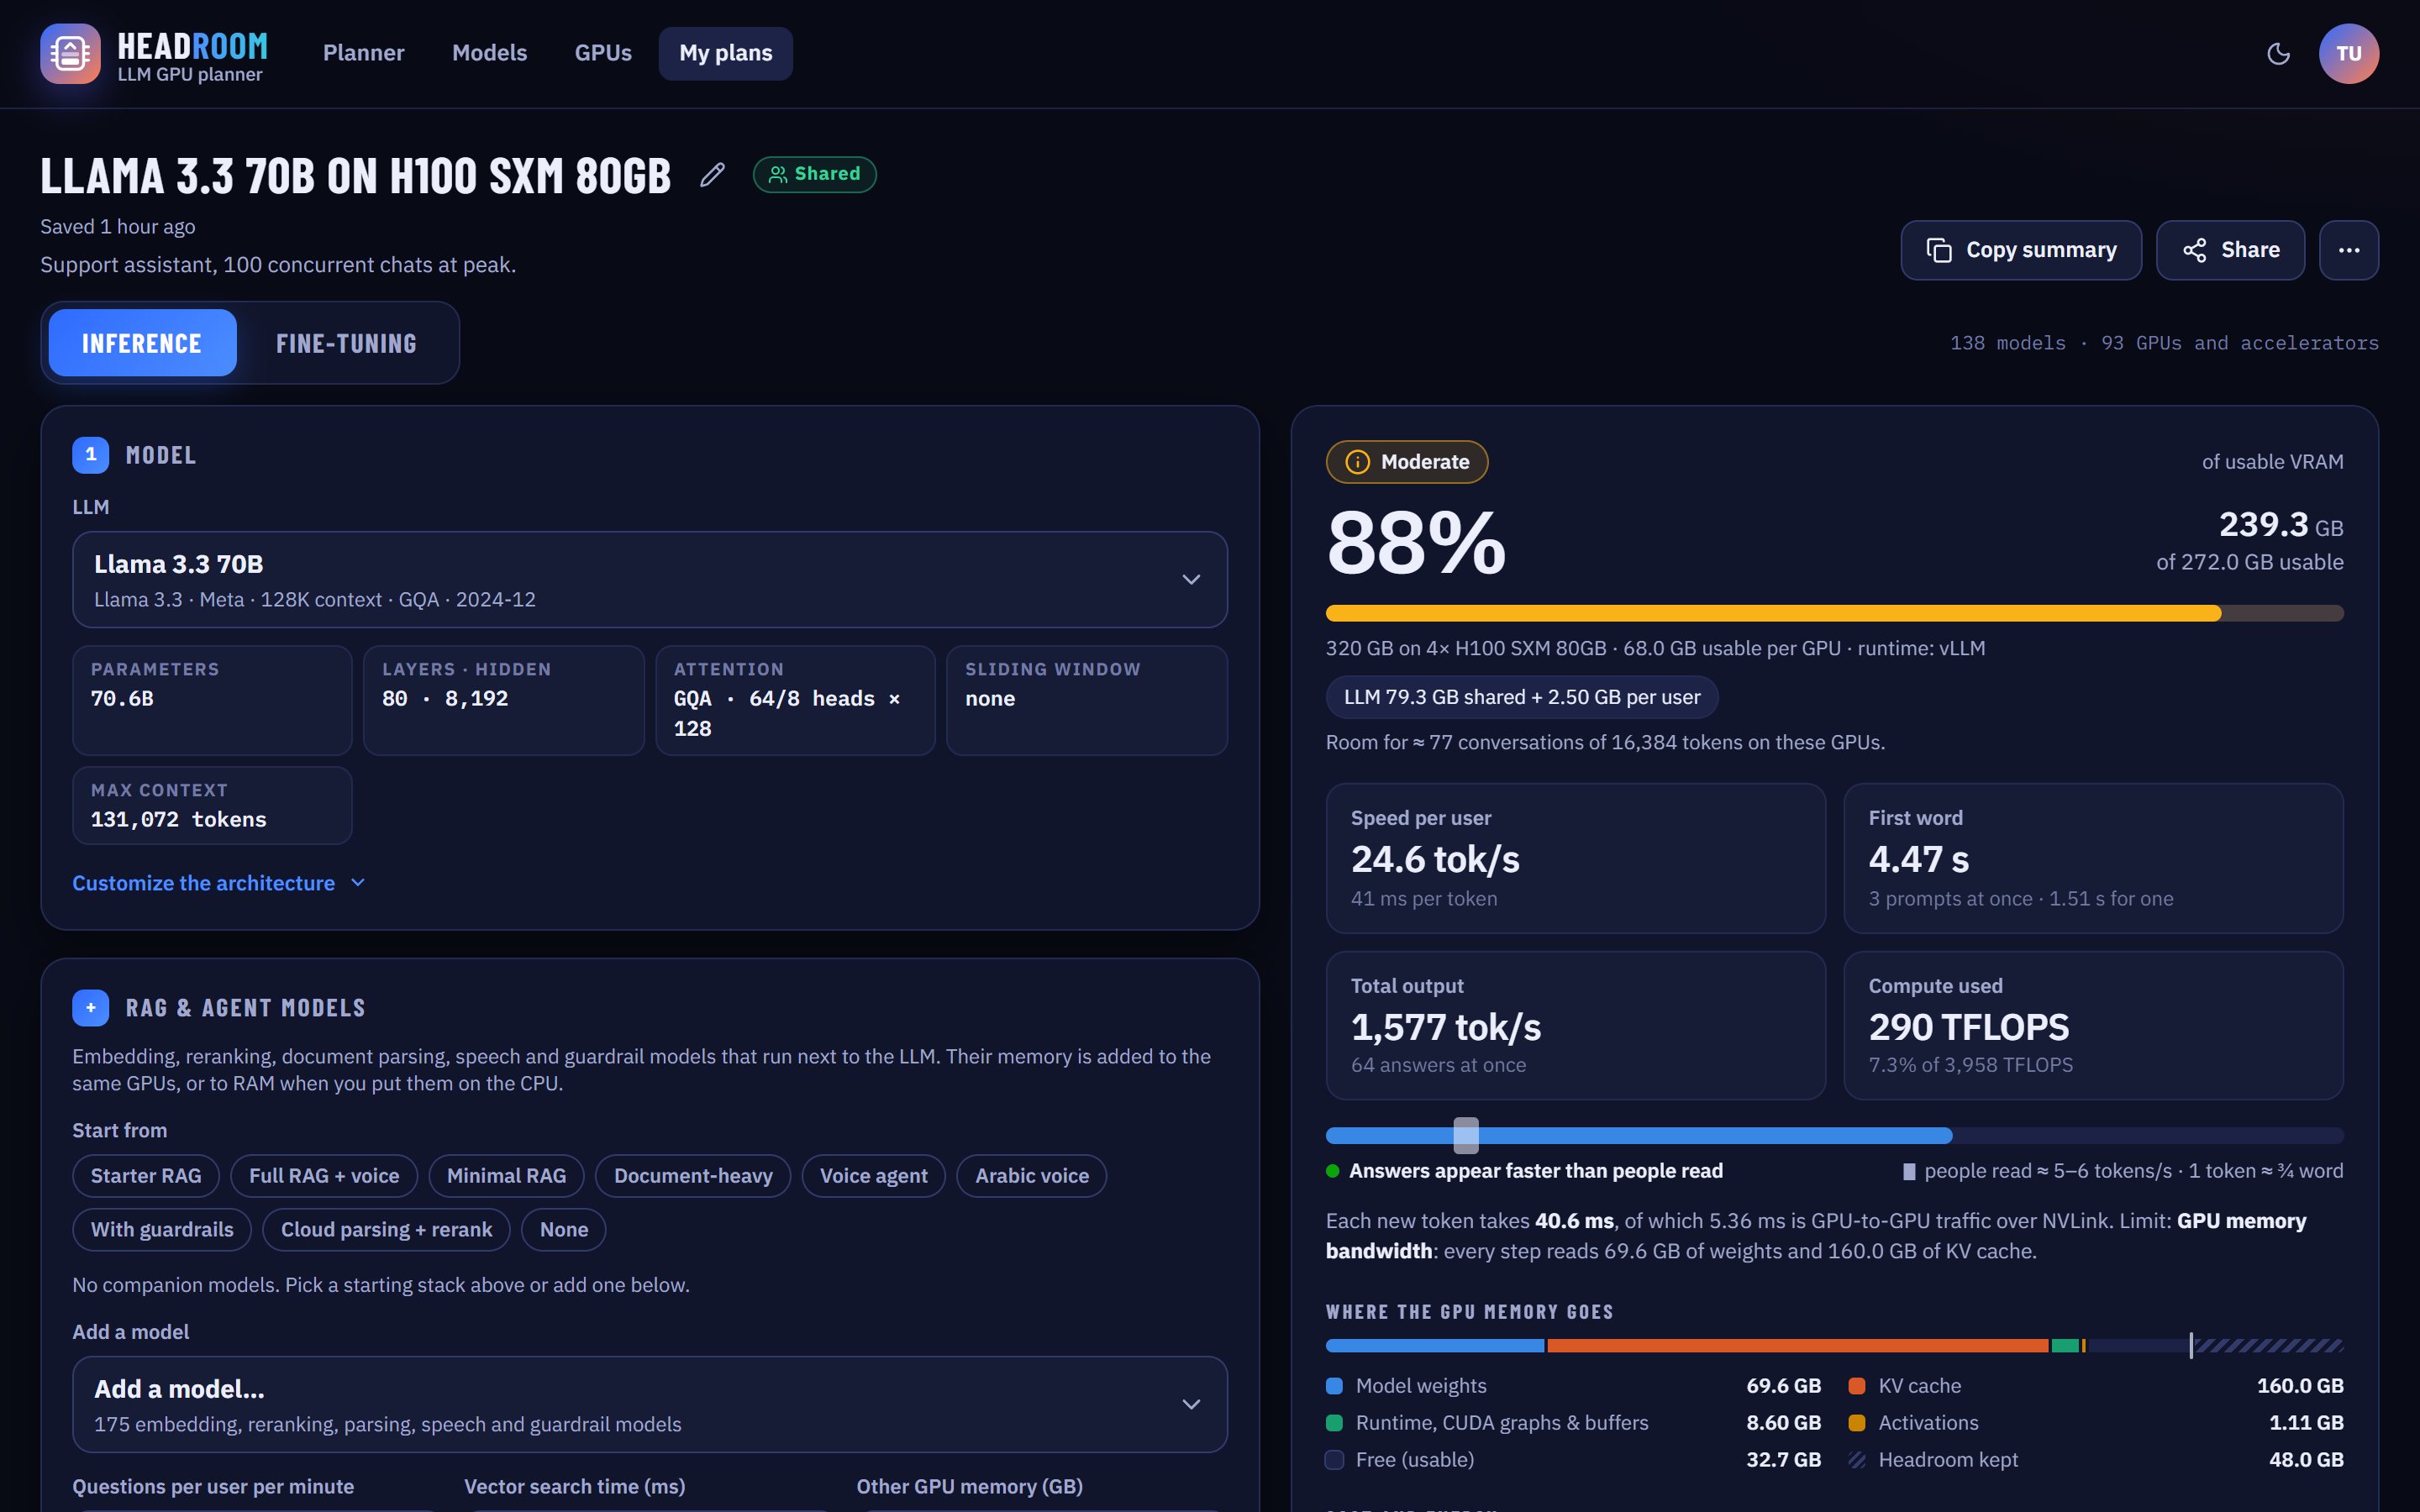 HEADROOM
LLM GPU planner
Planner
Models
GPUs
My plans
TU
LLAMA 3.3 70B ON H100 SXM 80GB
Shared
Saved 1 hour ago
Support assistant, 100 concurrent chats at peak.
Copy summary
Share
INFERENCE
FINE-TUNING
138 models · 93 GPUs and accelerators
1 MODEL
LLM
Llama 3.3 70B
Llama 3.3 · Meta · 128K context · GQA · 2024-12
PARAMETERS
70.6B
LAYERS · HIDDEN
80 · 8,192
ATTENTION
GQA · 64/8 heads ×
128
SLIDING WINDOW
none
MAX CONTEXT
131,072 tokens
Customize the architecture
+ RAG & AGENT MODELS
Embedding, reranking, document parsing, speech and guardrail models that run next to the LLM. Their memory is added to the
same GPUs, or to RAM when you put them on the CPU.
Start from
Starter RAG
Full RAG + voice
Minimal RAG
Document-heavy
Voice agent
Arabic voice
With guardrails
Cloud parsing + rerank
None
No companion models. Pick a starting stack above or add one below.
Add a model
Add a model...
175 embedding, reranking, parsing, speech and guardrail models
Questions per user per minute
Vector search time (ms)
Other GPU memory (GB)
Moderate
of usable VRAM
88%
239.3 GB
of 272.0 GB usable
320 GB on 4× H100 SXM 80GB · 68.0 GB usable per GPU · runtime: vLLM
LLM 79.3 GB shared + 2.50 GB per user
Room for ≈ 77 conversations of 16,384 tokens on these GPUs.
Speed per user
24.6 tok/s
41 ms per token
First word
4.47 s
3 prompts at once · 1.51 s for one
Total output
1,577 tok/s
64 answers at once
Compute used
290 TFLOPS
7.3% of 3,958 TFLOPS
Answers appear faster than people read
people read ≈ 5–6 tokens/s · 1 token ≈ ¾ word
Each new token takes 40.6 ms, of which 5.36 ms is GPU-to-GPU traffic over NVLink. Limit: GPU memory
bandwidth: every step reads 69.6 GB of weights and 160.0 GB of KV cache.
WHERE THE GPU MEMORY GOES
Model weights 69.6 GB
KV cache 160.0 GB
Runtime, CUDA graphs & buffers 8.60 GB
Activations 1.11 GB
Free (usable) 32.7 GB
Headroom kept 48.0 GB